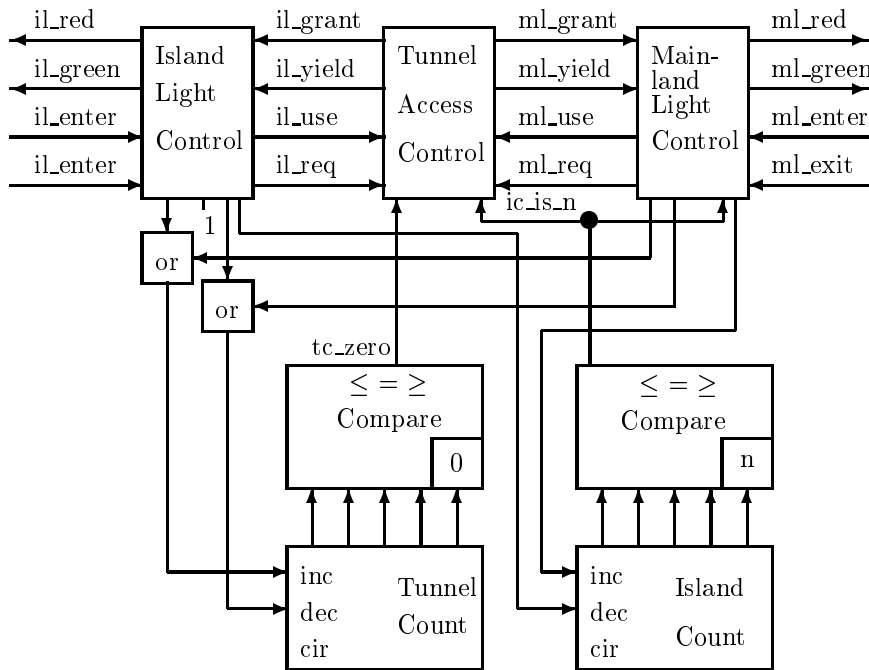 il_red
il_grant
ml_grant
ml_red
Island
Light
Control
Tunnel
Access
Control
Main-
land
Light
Control
il_green
il_yield
ml_yield
ml_green
il_enter
il_use
ml_use
ml_enter
il_enter
il_req
ml_req
ml_exit
1
ic_is_n
or
or
tc_zero
≤ = ≥
Compare
0
≤ = ≥
Compare
n
inc
dec
cir
Tunnel
Count
inc
dec
cir
Island
Count